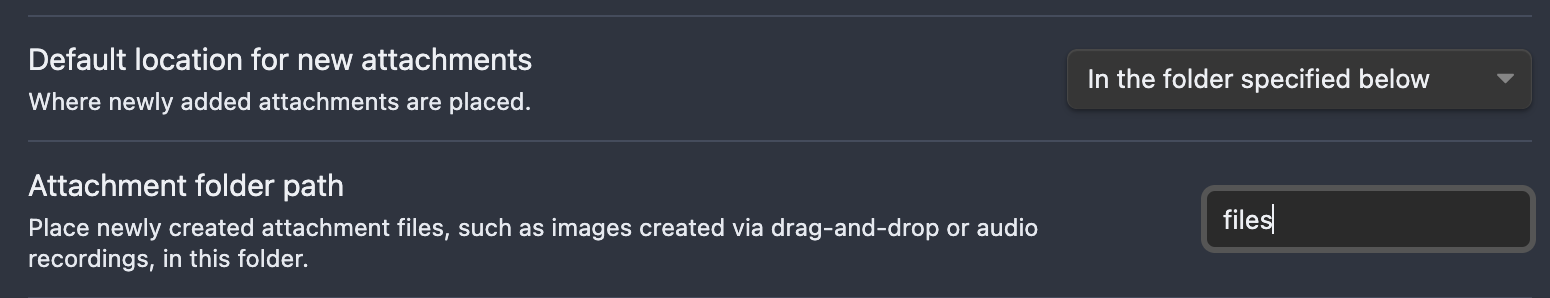 Default location for new attachments
Where newly added attachments are placed.
In the folder specified below
Attachment folder path
Place newly created attachment files, such as images created via drag-and-drop or audio
recordings, in this folder.
files